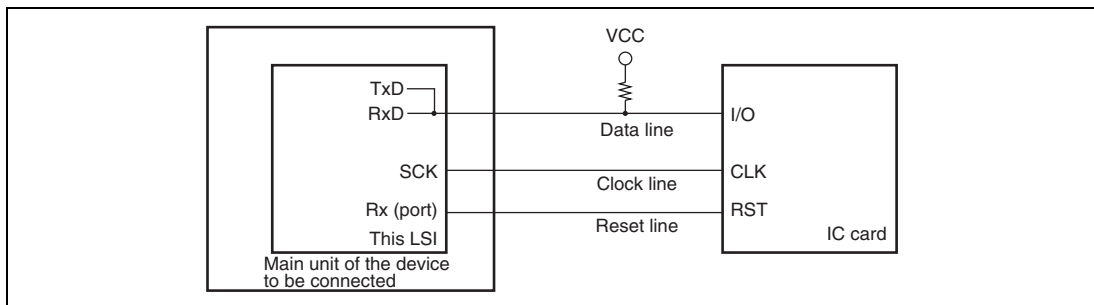 VCC
TxD
RxD
I/O
Data line
SCK
CLK
Clock line
Rx (port)
RST
Reset line
This LSI
IC card
Main unit of the device
to be connected